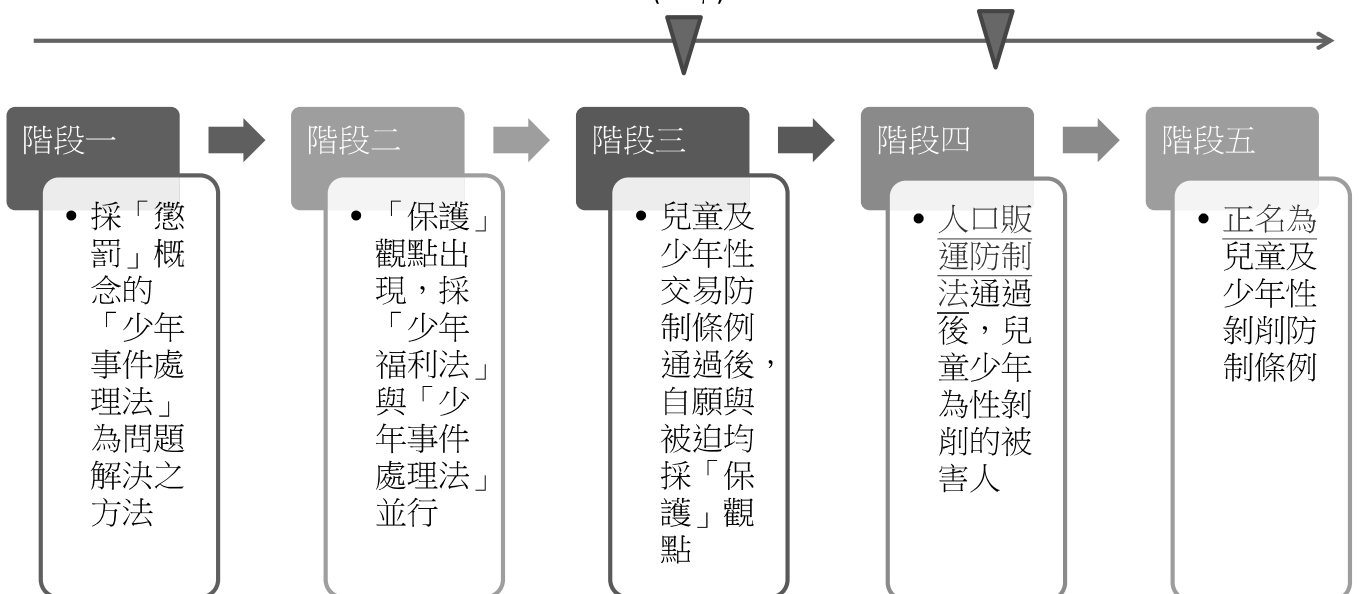 階段一
採「懲
罰」概
念的
「少年
事件處
理法」
為問題
解決之
方法
階段二
「保護」
觀點出
現，採
「少年
福利法」
與「少
年事件
處理法」
並行
階段三
兒童及
少年性
交易防
制條例
通過後，
自願與
被迫均
採「保
護」觀
點
階段四
人口販
運防制
法通過
後，兒
童少年
為性剝
削的被
害人
階段五
正名為
兒童及
少年性
剝削防
制條例